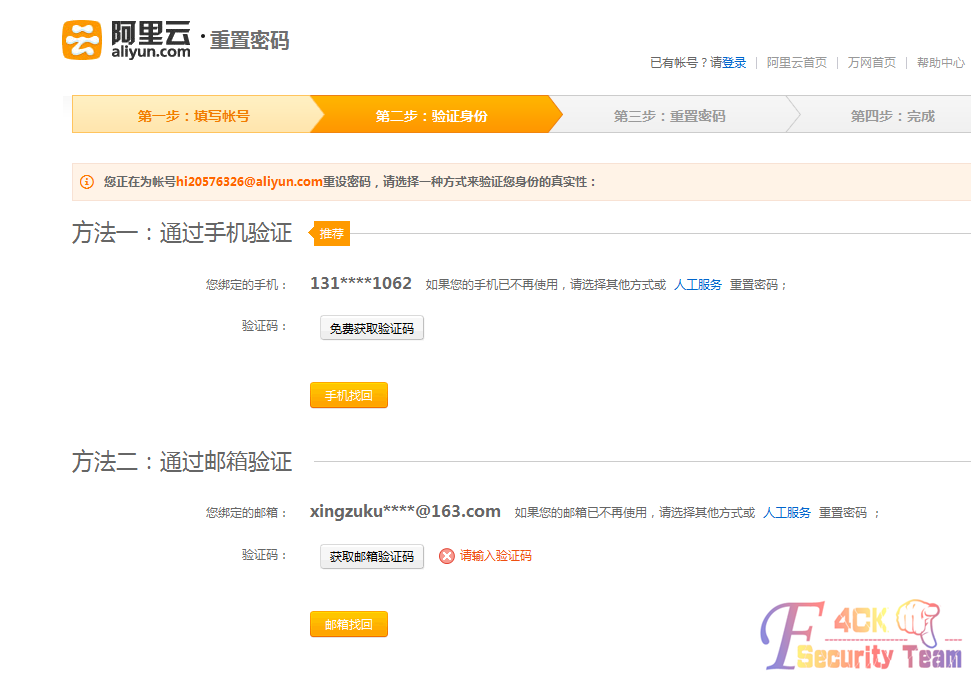 阿里云
aliyun.com
·重置密码
已有帐号？请登录 | 阿里云首页 | 万网首页 | 帮助中心
第一步：填写帐号 第二步：验证身份 第三步：重置密码 第四步：完成
您正在为帐号hi20576326@aliyun.com重设密码，请选择一种方式来验证您身份的真实性：
方法一：通过手机验证 推荐
您绑定的手机： 131****1062 如果您的手机已不再使用，请选择其他方式或 人工服务 重置密码；
验证码： 免费获取验证码
手机找回
方法二：通过邮箱验证
您绑定的邮箱： xingzuku****@163.com 如果您的邮箱已不再使用，请选择其他方式或 人工服务 重置密码 ；
验证码： 获取邮箱验证码 请输入验证码
邮箱找回
F4CK
Security Team